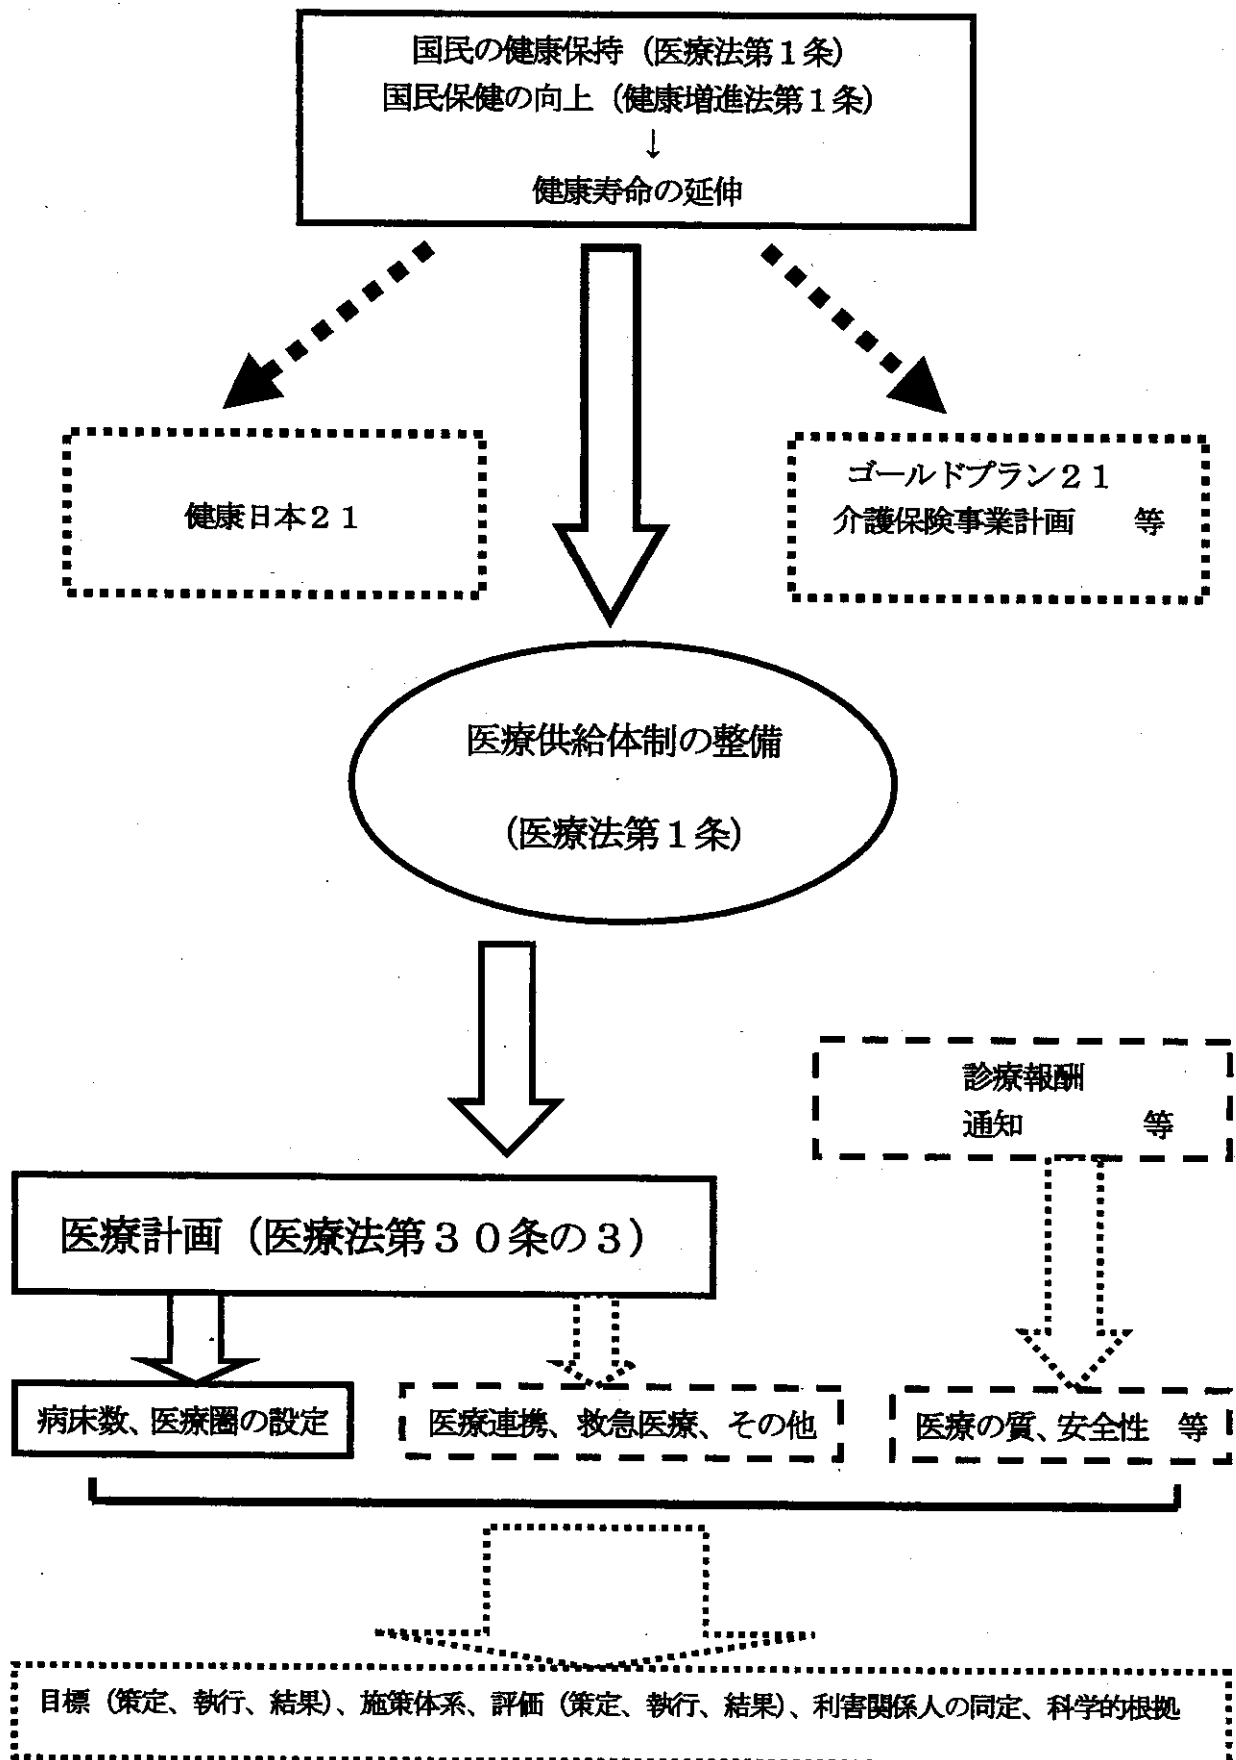 国民の健康保持（医療法第１条）
国民保健の向上（健康増進法第１条）
↓
健康寿命の延伸
健康日本２１
ゴールドプラン２１
介護保険事業計画　　等
医療供給体制の整備
（医療法第１条）
診療報酬
通知　　　　等
医療計画（医療法第３０条の３）
病床数、医療圏の設定
医療連携、救急医療、その他
医療の質、安全性　等
目標（策定、執行、結果）、施策体系、評価（策定、執行、結果）、利害関係人の同定、科学的根拠